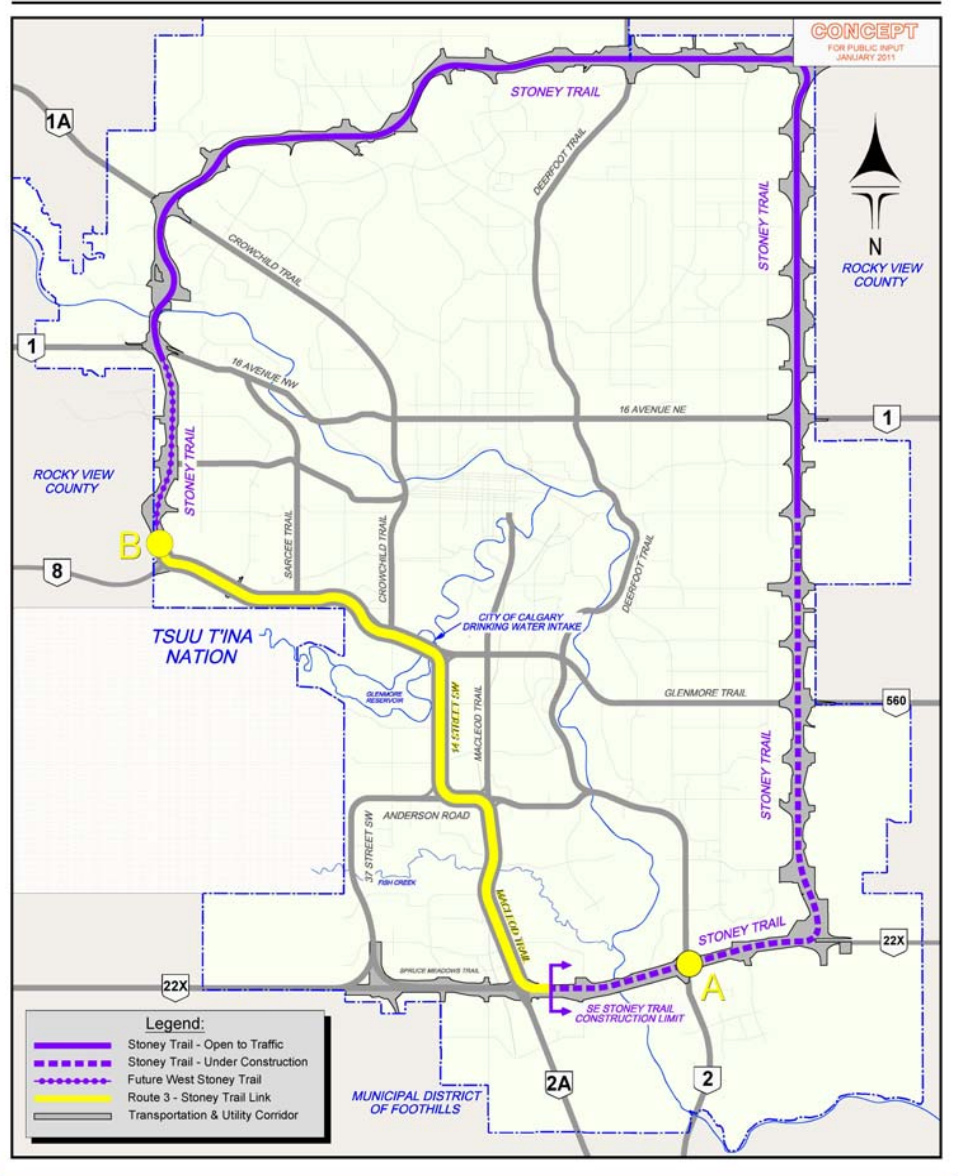 CONCEPT
FOR PUBLIC INPUT
JANUARY 2011
1A
STONEY TRAIL
DEERFOOT TRAIL
STONEY TRAIL
N
ROCKY VIEW
COUNTY
CROWCHILD TRAIL
1
16 AVENUE NW
16 AVENUE NE
1
ROCKY VIEW
COUNTY
STONEY TRAIL
SARCEE TRAIL
CROWCHILD TRAIL
DEERFOOT TRAIL
B
8
CITY OF CALGARY
DRINKING WATER INTAKE
TSUU T'INA
NATION
GLENMORE
RESERVOIR
14 STREET SW
MACLEOD TRAIL
GLENMORE TRAIL
560
STONEY TRAIL
ANDERSON ROAD
37 STREET SW
FISH CREEK
MACLEOD TRAIL
STONEY TRAIL
22X
A
SPRUCE MEADOWS TRAIL
22X
SE STONEY TRAIL
CONSTRUCTION LIMIT
Legend:
Stoney Trail - Open to Traffic
Stoney Trail - Under Construction
Future West Stoney Trail
Route 3 - Stoney Trail Link
Transportation & Utility Corridor
MUNICIPAL DISTRICT
OF FOOTHILLS
2A
2